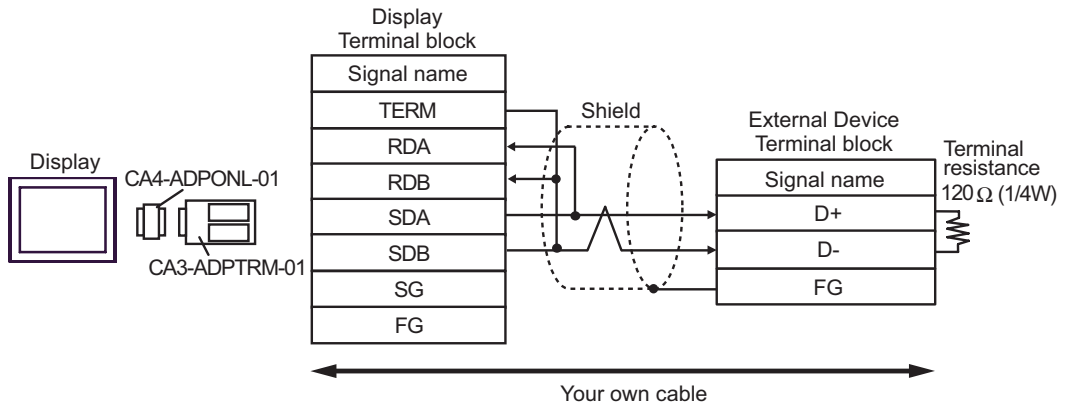 Display
CA4-ADPONL-01
CA3-ADPTRM-01
Display
Terminal block
Signal name
TERM
RDA
RDB
SDA
SDB
SG
FG
Shield
External Device
Terminal block
Signal name
D+
D-
FG
Terminal
resistance
120 Ω (1/4W)
Your own cable